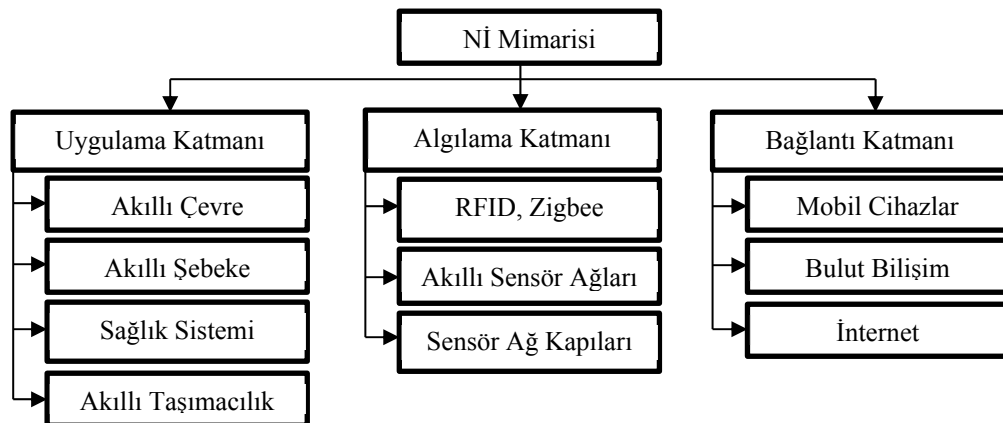 Nİ Mimarisi
Uygulama Katmanı
Akıllı Çevre
Akıllı Şebeke
Sağlık Sistemi
Akıllı Taşımacılık
Algılama Katmanı
RFID, Zigbee
Akıllı Sensör Ağları
Sensör Ağ Kapıları
Bağlantı Katmanı
Mobil Cihazlar
Bulut Bilişim
İnternet